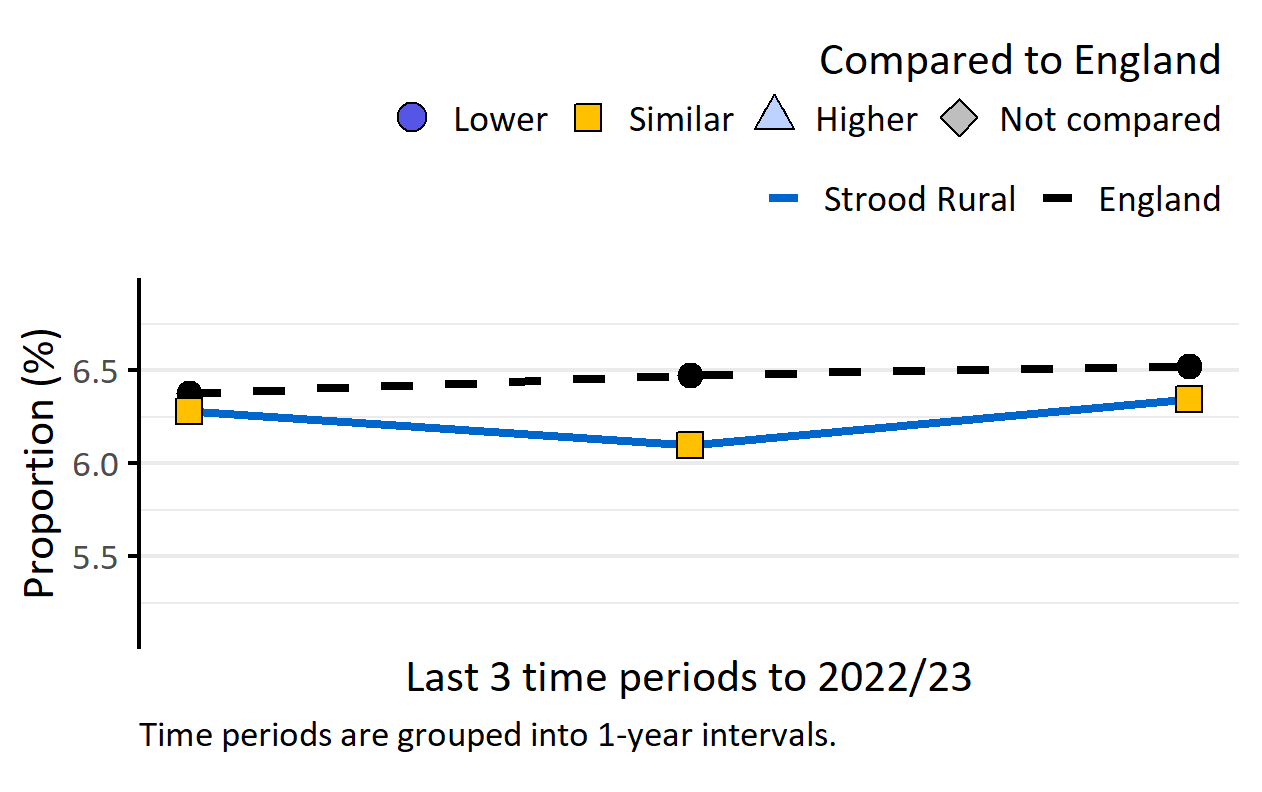 Compared to England
Lower Similar Higher Not compared
Strood Rural England
Proportion (%)
6.5
6.0
5.5
Last 3 time periods to 2022/23
Time periods are grouped into 1-year intervals.